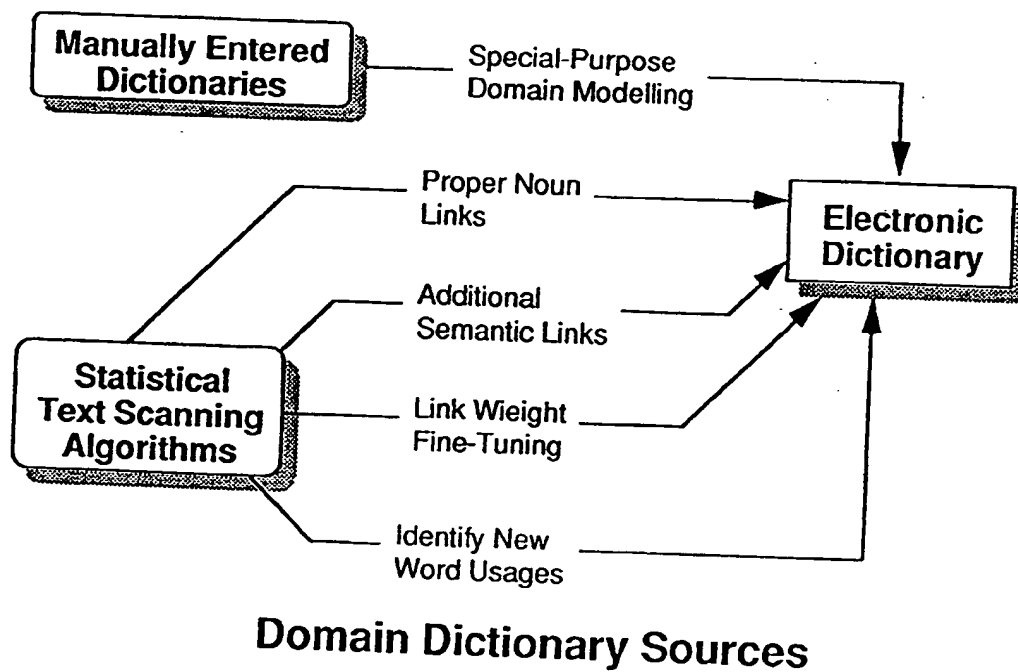 Manually Entered
Dictionaries
Special-Purpose
Domain Modelling
Proper Noun
Links
Electronic
Dictionary
Additional
Semantic Links
Statistical
Text Scanning
Algorithms
Link Wieight
Fine-Tuning
Identify New
Word Usages
Domain Dictionary Sources